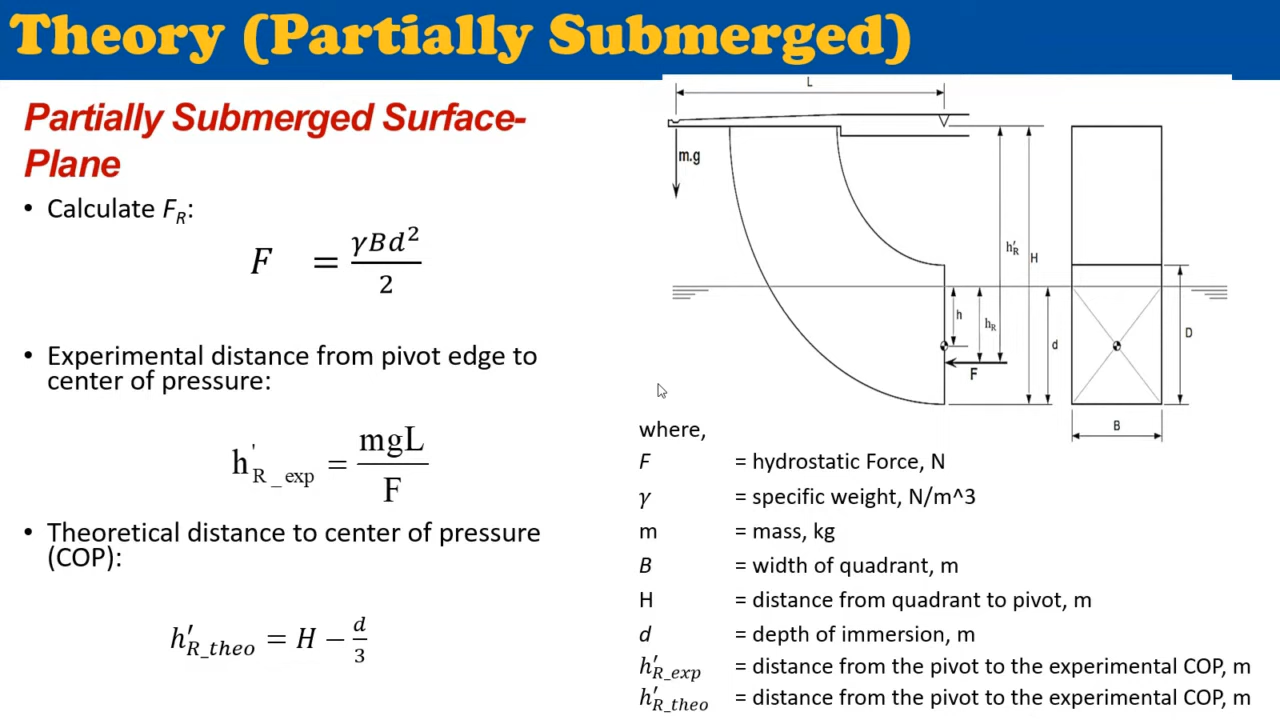 Theory (Partially Submerged)
Partially Submerged Surface-
Plane
• Calculate F_R:
F = γBd²/2
• Experimental distance from pivot edge to
center of pressure:
h'_R_exp = mgL/F
• Theoretical distance to center of pressure
(COP):
h′_R_theo = H − d/3
L
m.g
h′_R
H
h
h_R
d
D
F
B
where,
F = hydrostatic Force, N
γ = specific weight, N/m^3
m = mass, kg
B = width of quadrant, m
H = distance from quadrant to pivot, m
d = depth of immersion, m
h′_R_exp = distance from the pivot to the experimental COP, m
h′_R_theo = distance from the pivot to the experimental COP, m